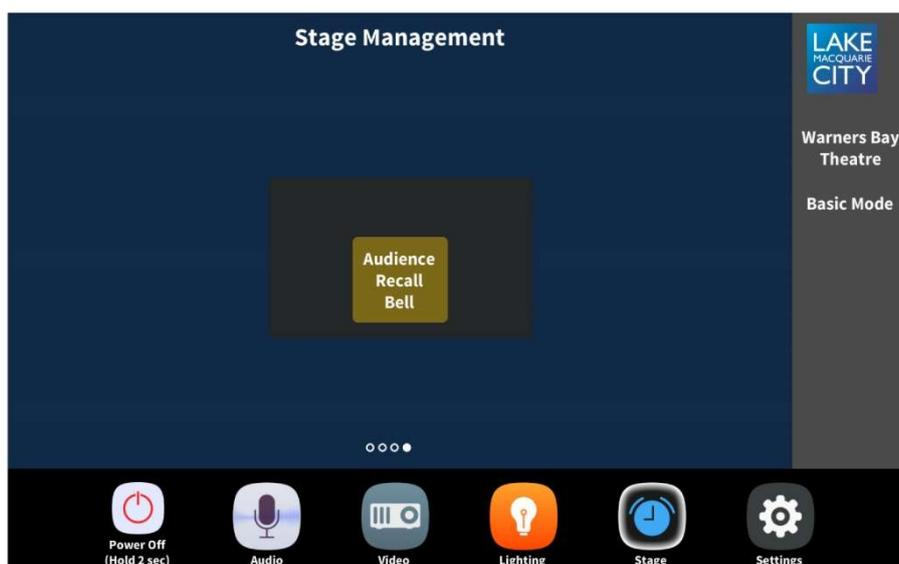 Stage Management
LAKE
MACQUARIE
CITY
Warners Bay
Theatre
Basic Mode
Audience
Recall
Bell
Power Off
(Hold 2 sec)
Audio
Video
Lighting
Stage
Settings